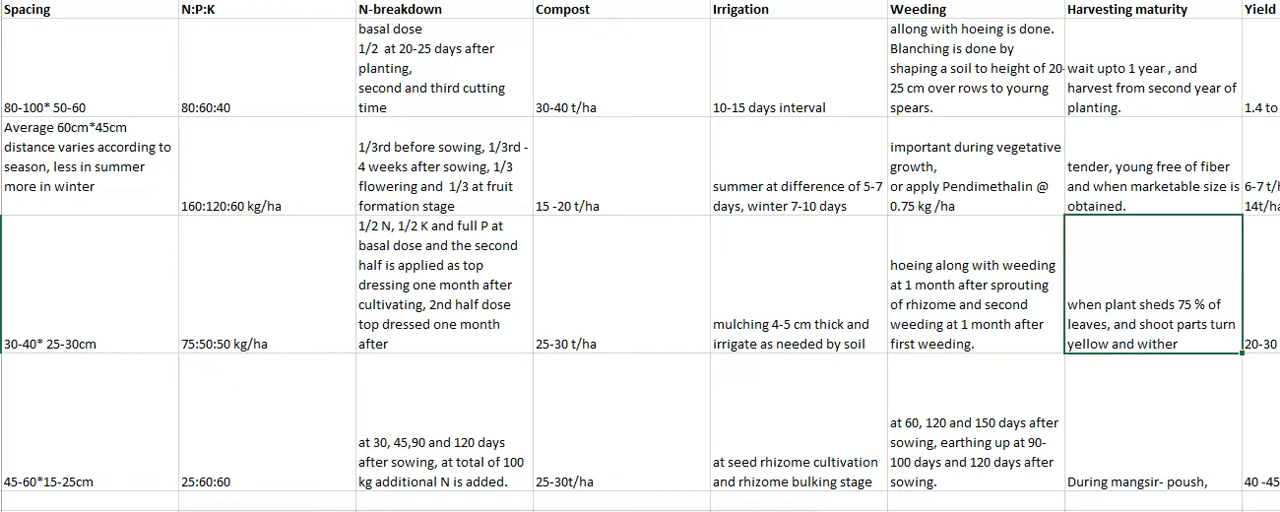 Spacing N:P:K N-breakdown Compost Irrigation Weeding Harvesting maturity Yield
80-100* 50-60
80:60:40
basal dose
1/2 at 20-25 days after
planting,
second and third cutting
time
30-40 t/ha
10-15 days interval
allong with hoeing is done.
Blanching is done by
shaping a soil to height of 20-
25 cm over rows to yourng
spears.
wait upto 1 year , and
harvest from second year of
planting.
1.4 to
Average 60cm*45cm
distance varies according to
season, less in summer
more in winter
160:120:60 kg/ha
1/3rd before sowing, 1/3rd -
4 weeks after sowing, 1/3
flowering and 1/3 at fruit
formation stage
15 -20 t/ha
summer at difference of 5-7
days, winter 7-10 days
important during vegetative
growth,
or apply Pendimethalin @
0.75 kg /ha
tender, young free of fiber
and when marketable size is
obtained.
6-7 t/h
14t/ha
30-40* 25-30cm
75:50:50 kg/ha
1/2 N, 1/2 K and full P at
basal dose and the second
half is applied as top
dressing one month after
cultivating, 2nd half dose
top dressed one month
after
25-30 t/ha
mulching 4-5 cm thick and
irrigate as needed by soil
hoeing along with weeding
at 1 month after sprouting
of rhizome and second
weeding at 1 month after
first weeding.
when plant sheds 75 % of
leaves, and shoot parts turn
yellow and wither
20-30
45-60*15-25cm
25:60:60
at 30, 45,90 and 120 days
after sowing, at total of 100
kg additional N is added.
25-30t/ha
at seed rhizome cultivation
and rhizome bulking stage
at 60, 120 and 150 days after
sowing, earthing up at 90-
100 days and 120 days after
sowing.
During mangsir- poush,
40 -45